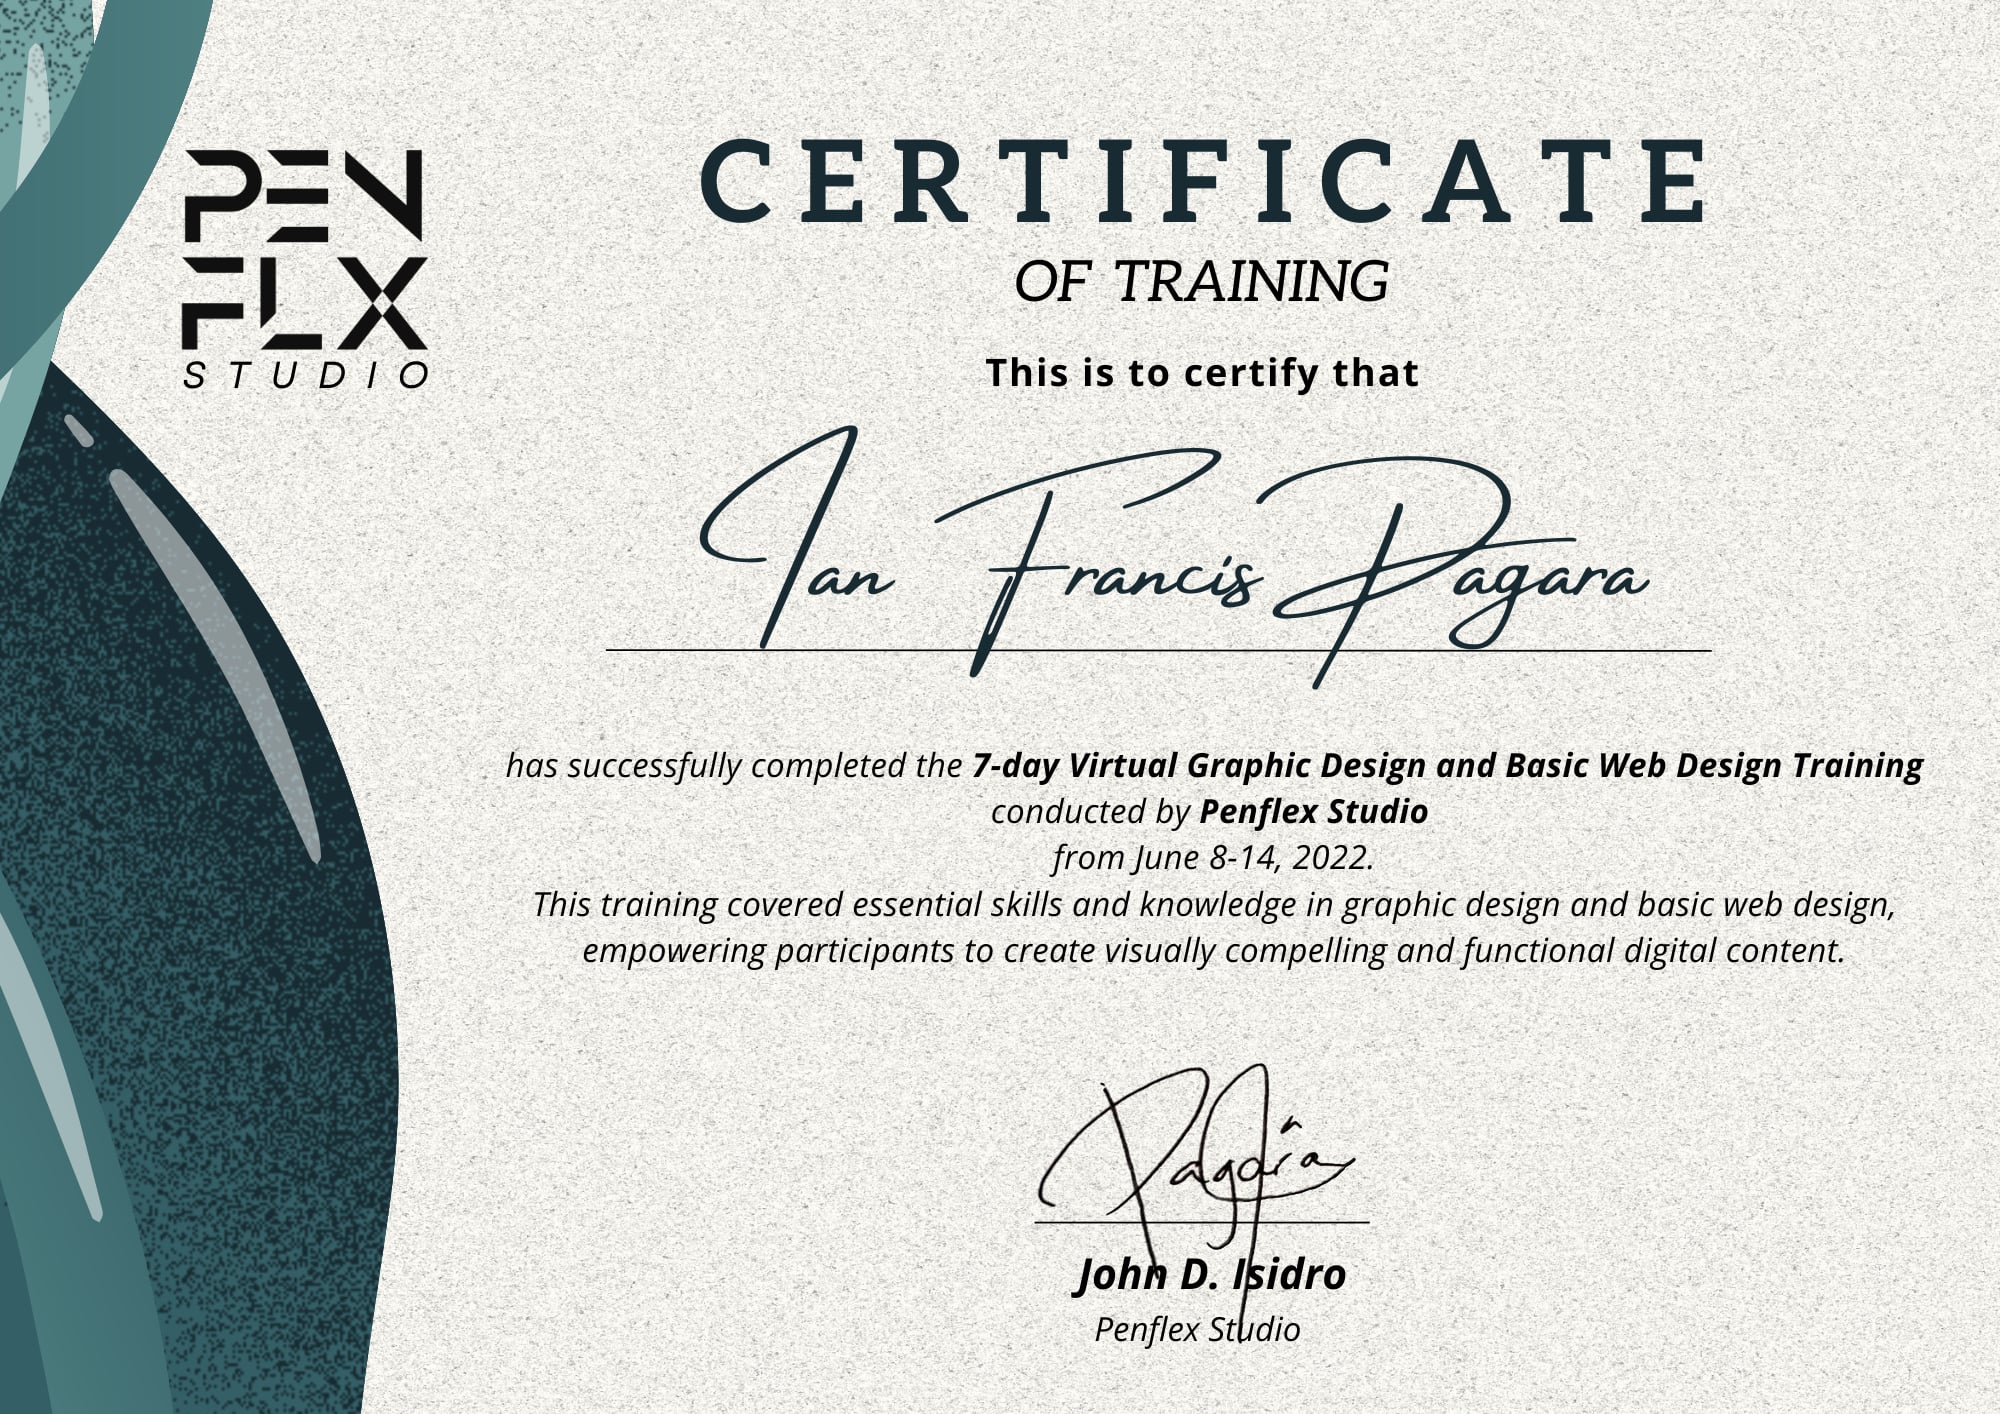 PEN
FLX
STUDIO
CERTIFICATE
OF TRAINING
This is to certify that
Ian Francis Pagara
has successfully completed the 7-day Virtual Graphic Design and Basic Web Design Training
conducted by Penflex Studio
from June 8-14, 2022.
This training covered essential skills and knowledge in graphic design and basic web design,
empowering participants to create visually compelling and functional digital content.
Pagara
John D. Isidro
Penflex Studio